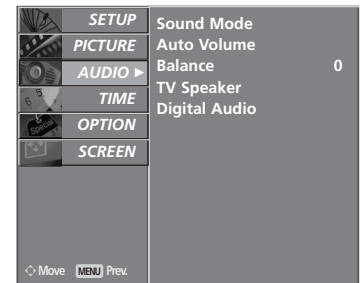 SETUP
PICTURE
AUDIO ►
TIME
OPTION
SCREEN
Move MENU Prev.
Sound Mode
Auto Volume
Balance 0
TV Speaker
Digital Audio
Special